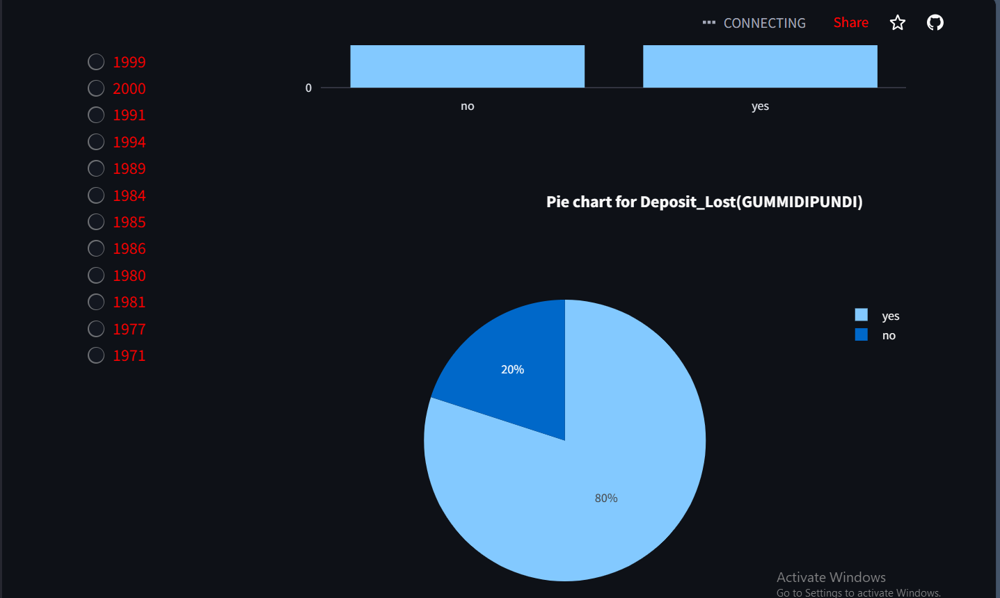 CONNECTING Share
1999
2000
1991
1994
1989
1984
1985
1986
1980
1981
1977
1971
0
no yes
Pie chart for Deposit_Lost(GUMMIDIPUNDI)
yes
no
20%
80%
Activate Windows
Go to Settings to activate Windows.